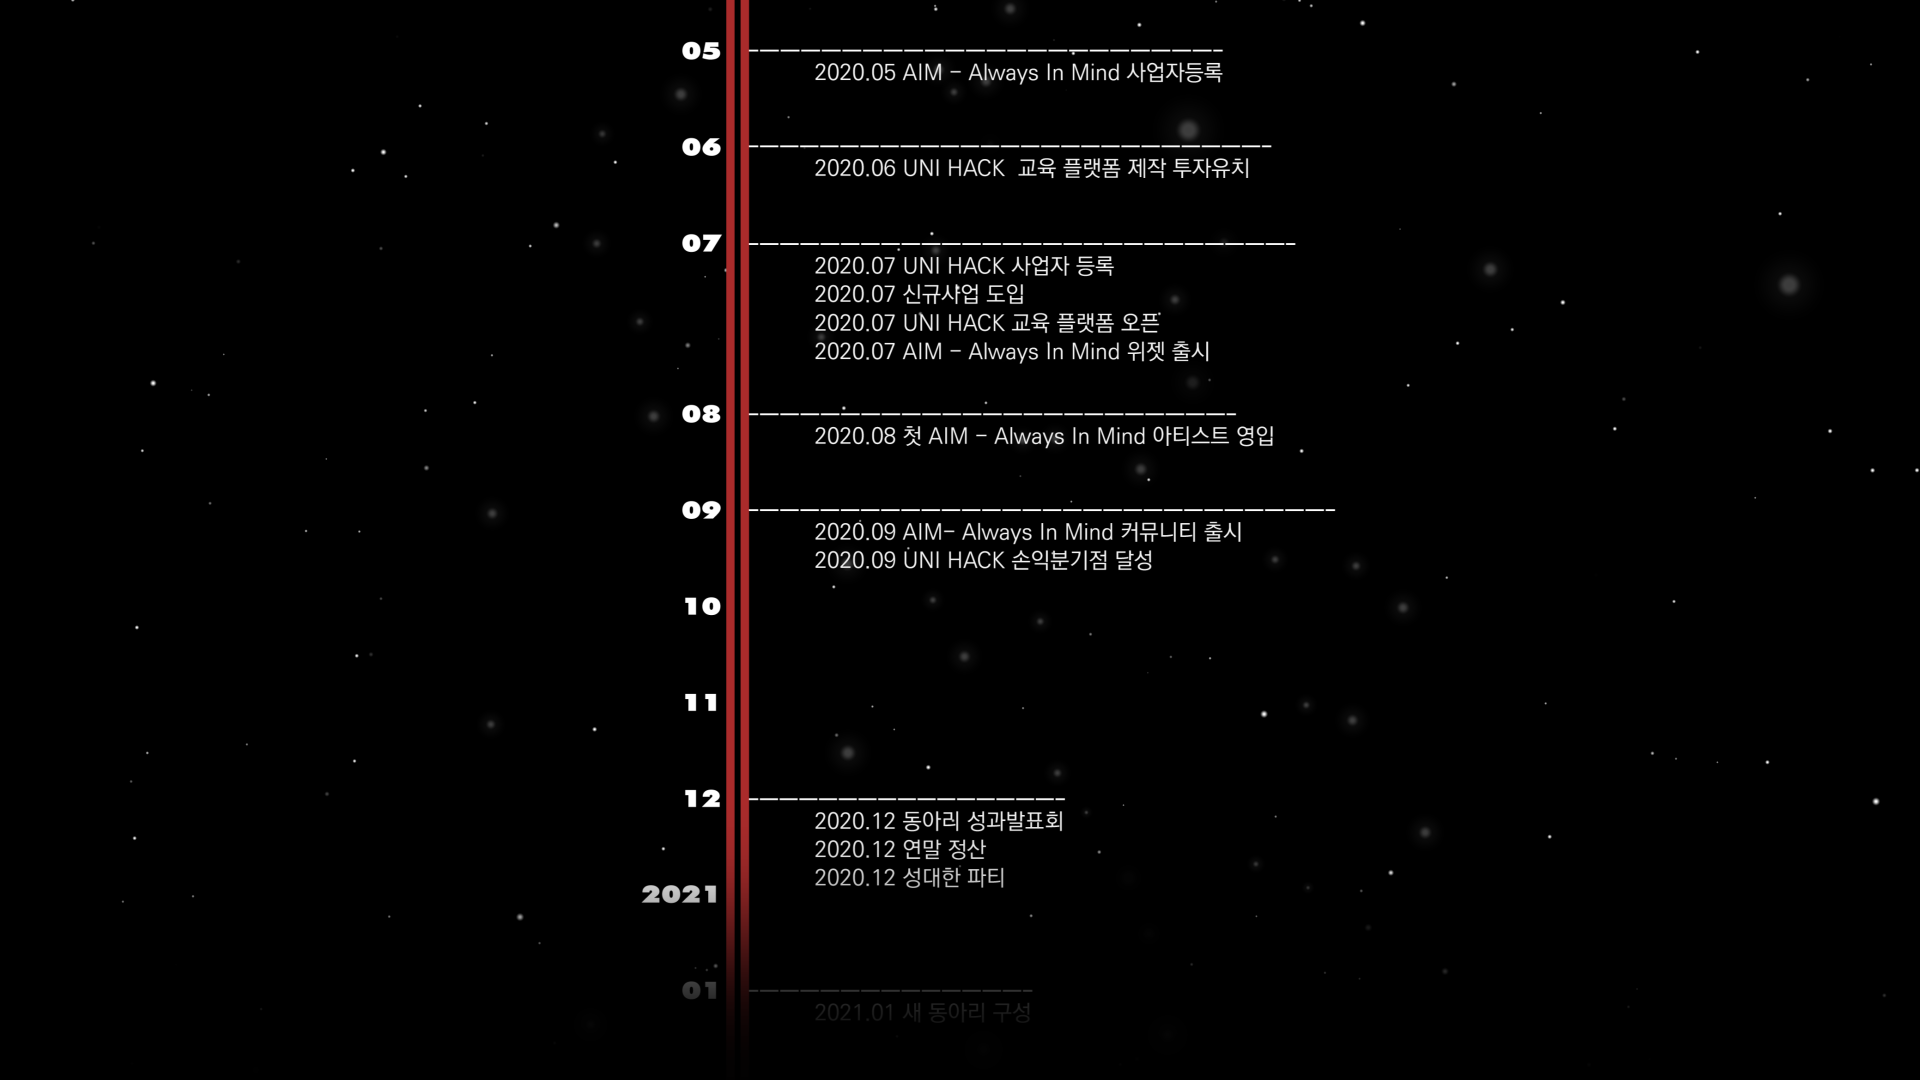 05
2020.05 AIM - Always In Mind 사업자등록
06
2020.06 UNI HACK 교육 플랫폼 제작 투자유치
07
2020.07 UNI HACK 사업자 등록
2020.07 신규사업 도입
2020.07 UNI HACK 교육 플랫폼 오픈
2020.07 AIM - Always In Mind 위젯 출시
08
2020.08 첫 AIM - Always In Mind 아티스트 영입
09
2020.09 AIM- Always In Mind 커뮤니티 출시
2020.09 UNI HACK 손익분기점 달성
10
11
12
2020.12 동아리 성과발표회
2020.12 연말 정산
2020.12 성대한 파티
2021
01
2021.01 새 동아리 구성